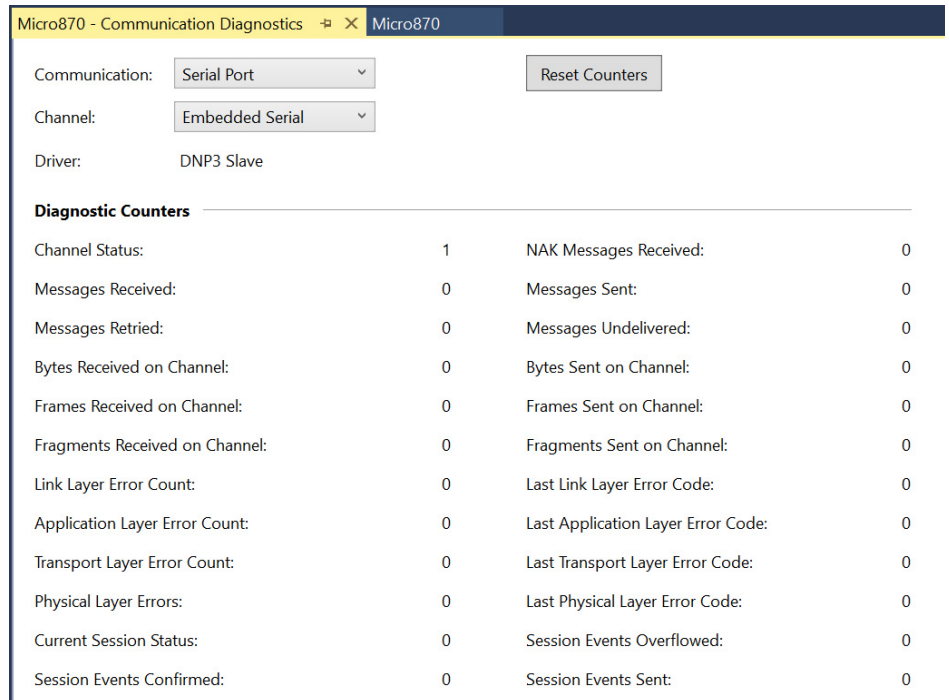 Micro870 - Communication Diagnostics Micro870
Communication: Serial Port Reset Counters
Channel: Embedded Serial
Driver: DNP3 Slave
Diagnostic Counters
Channel Status: 1 NAK Messages Received: 0
Messages Received: 0 Messages Sent: 0
Messages Retried: 0 Messages Undelivered: 0
Bytes Received on Channel: 0 Bytes Sent on Channel: 0
Frames Received on Channel: 0 Frames Sent on Channel: 0
Fragments Received on Channel: 0 Fragments Sent on Channel: 0
Link Layer Error Count: 0 Last Link Layer Error Code: 0
Application Layer Error Count: 0 Last Application Layer Error Code: 0
Transport Layer Error Count: 0 Last Transport Layer Error Code: 0
Physical Layer Errors: 0 Last Physical Layer Error Code: 0
Current Session Status: 0 Session Events Overflowed: 0
Session Events Confirmed: 0 Session Events Sent: 0